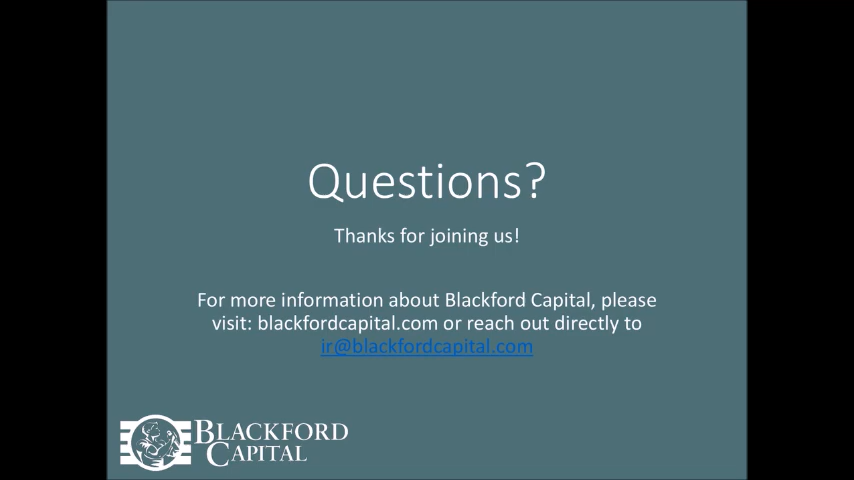 Questions?
Thanks for joining us!
For more information about Blackford Capital, please
visit: blackfordcapital.com or reach out directly to
ir@blackfordcapital.com
BLACKFORD
CAPITAL